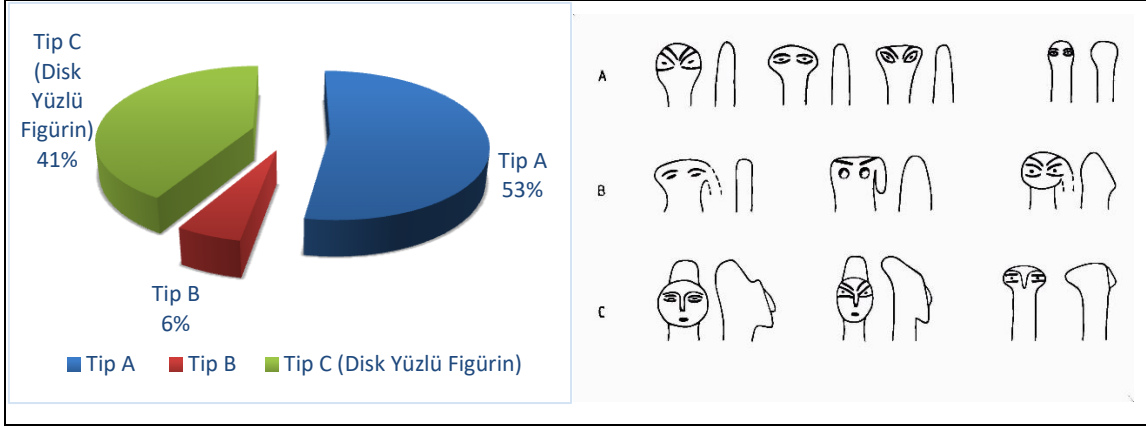 Tip C
(Disk
Yüzlü
Figürin)
41%
Tip A
53%
Tip B
6%
Tip A Tip B Tip C (Disk Yüzlü Figürin)
A
B
C